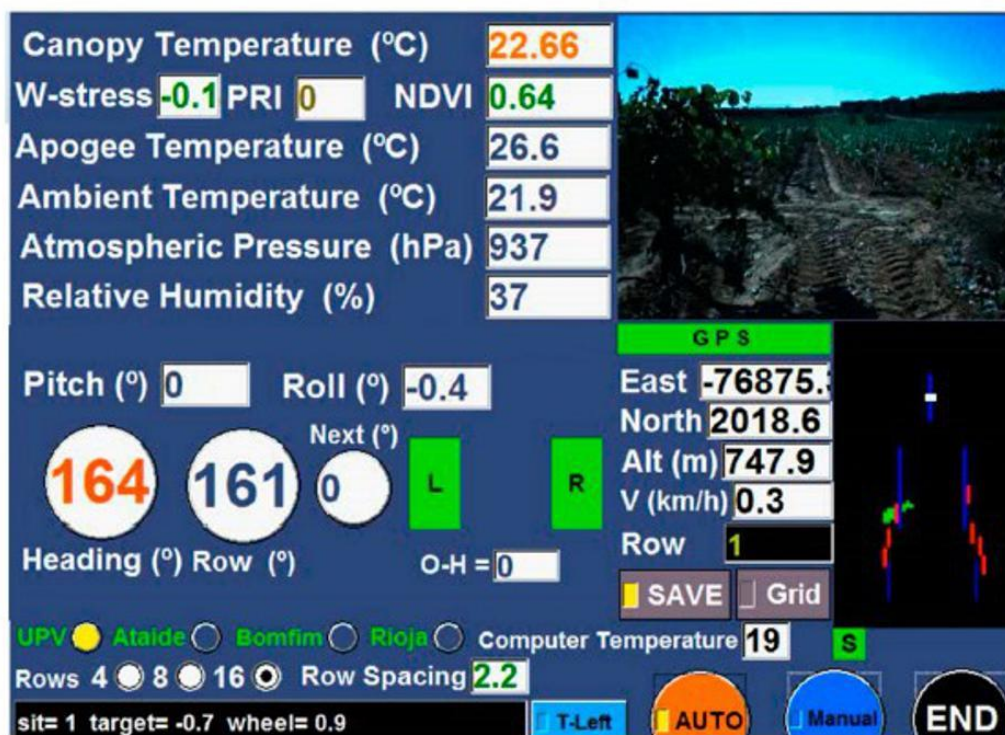 Canopy Temperature (ºC) 22.66
W-stress -0.1 PRI 0 NDVI 0.64
Apogee Temperature (ºC) 26.6
Ambient Temperature (ºC) 21.9
Atmospheric Pressure (hPa) 937
Relative Humidity (%) 37
GPS
Pitch (º) 0 Roll (º) -0.4
East -76875.
North 2018.6
Next (º)
164 161 0 L R
Alt (m) 747.9
V (km/h) 0.3
Heading (º) Row (º) O-H = 0
Row 1
SAVE Grid
UPV Ataide Bomfim Rioja Computer Temperature 19 S
Rows 4 8 16 Row Spacing 2.2
sit= 1 target= -0.7 wheel= 0.9 T-Left AUTO Manual END